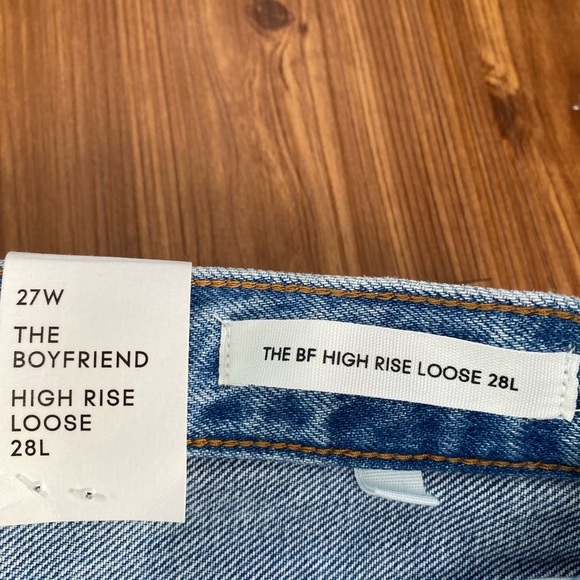 27W
THE
BOYFRIEND
HIGH RISE
LOOSE
28L
THE BF HIGH RISE LOOSE 28L